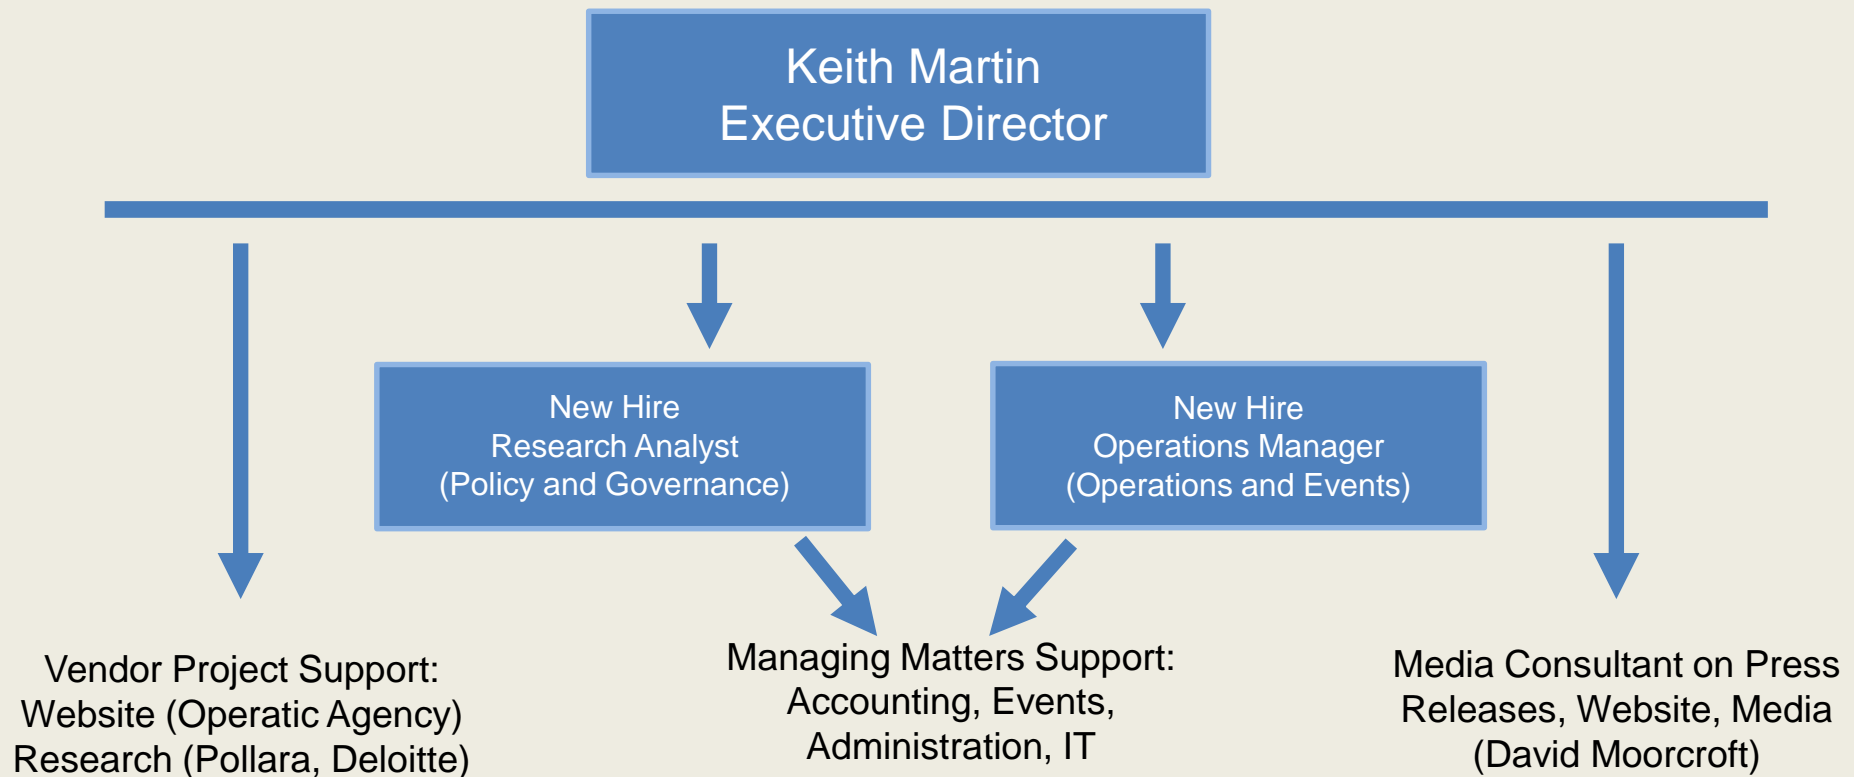 Keith Martin
Executive Director
New Hire
Research Analyst
(Policy and Governance)
New Hire
Operations Manager
(Operations and Events)
Vendor Project Support:
Website (Operatic Agency)
Research (Pollara, Deloitte)
Managing Matters Support:
Accounting, Events,
Administration, IT
Media Consultant on Press
Releases, Website, Media
(David Moorcroft)